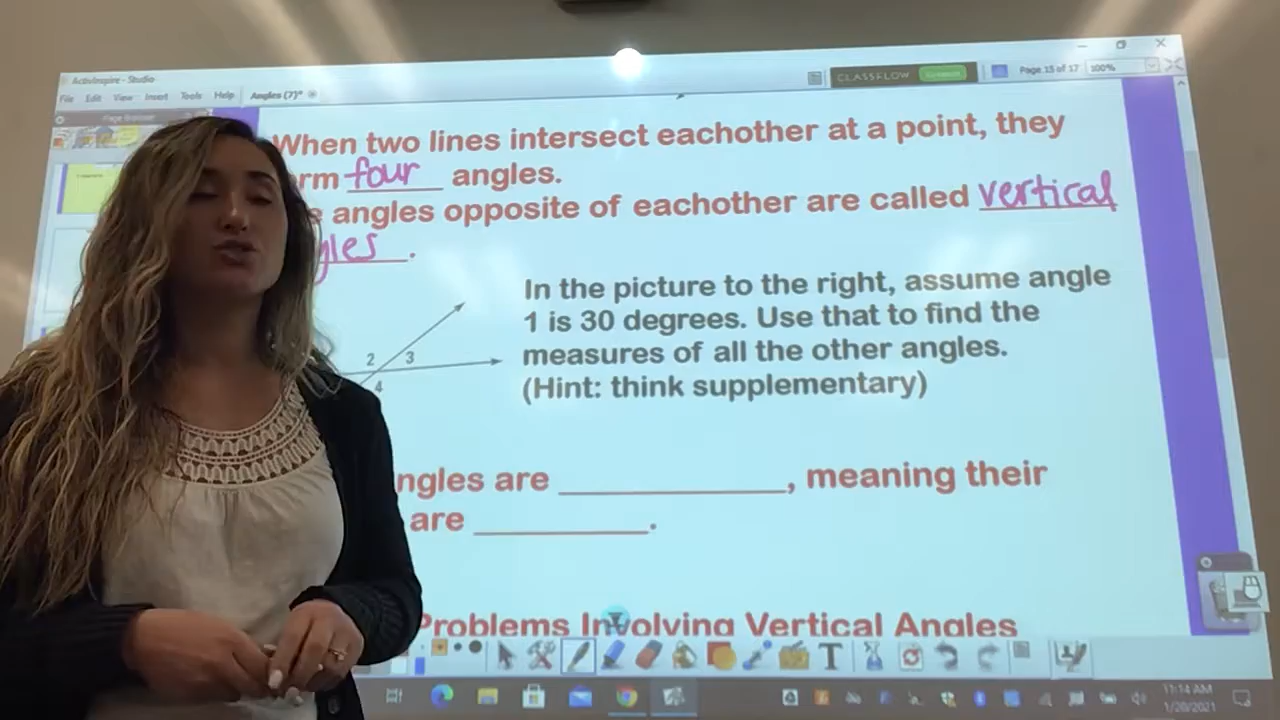 ActivInspire - Studio
File Edit View Insert Tools Help Angles (7)*
CLASSFLOW
Page 15 of 17 100%
Page Browser
When two lines intersect eachother at a point, they
rm four angles.
e angles opposite of eachother are called vertical
gles.
In the picture to the right, assume angle
1 is 30 degrees. Use that to find the
measures of all the other angles.
(Hint: think supplementary)
2 3
4
ngles are ____________, meaning their
are __________.
Problems Involving Vertical Angles
T
11:14 AM
1/20/2021